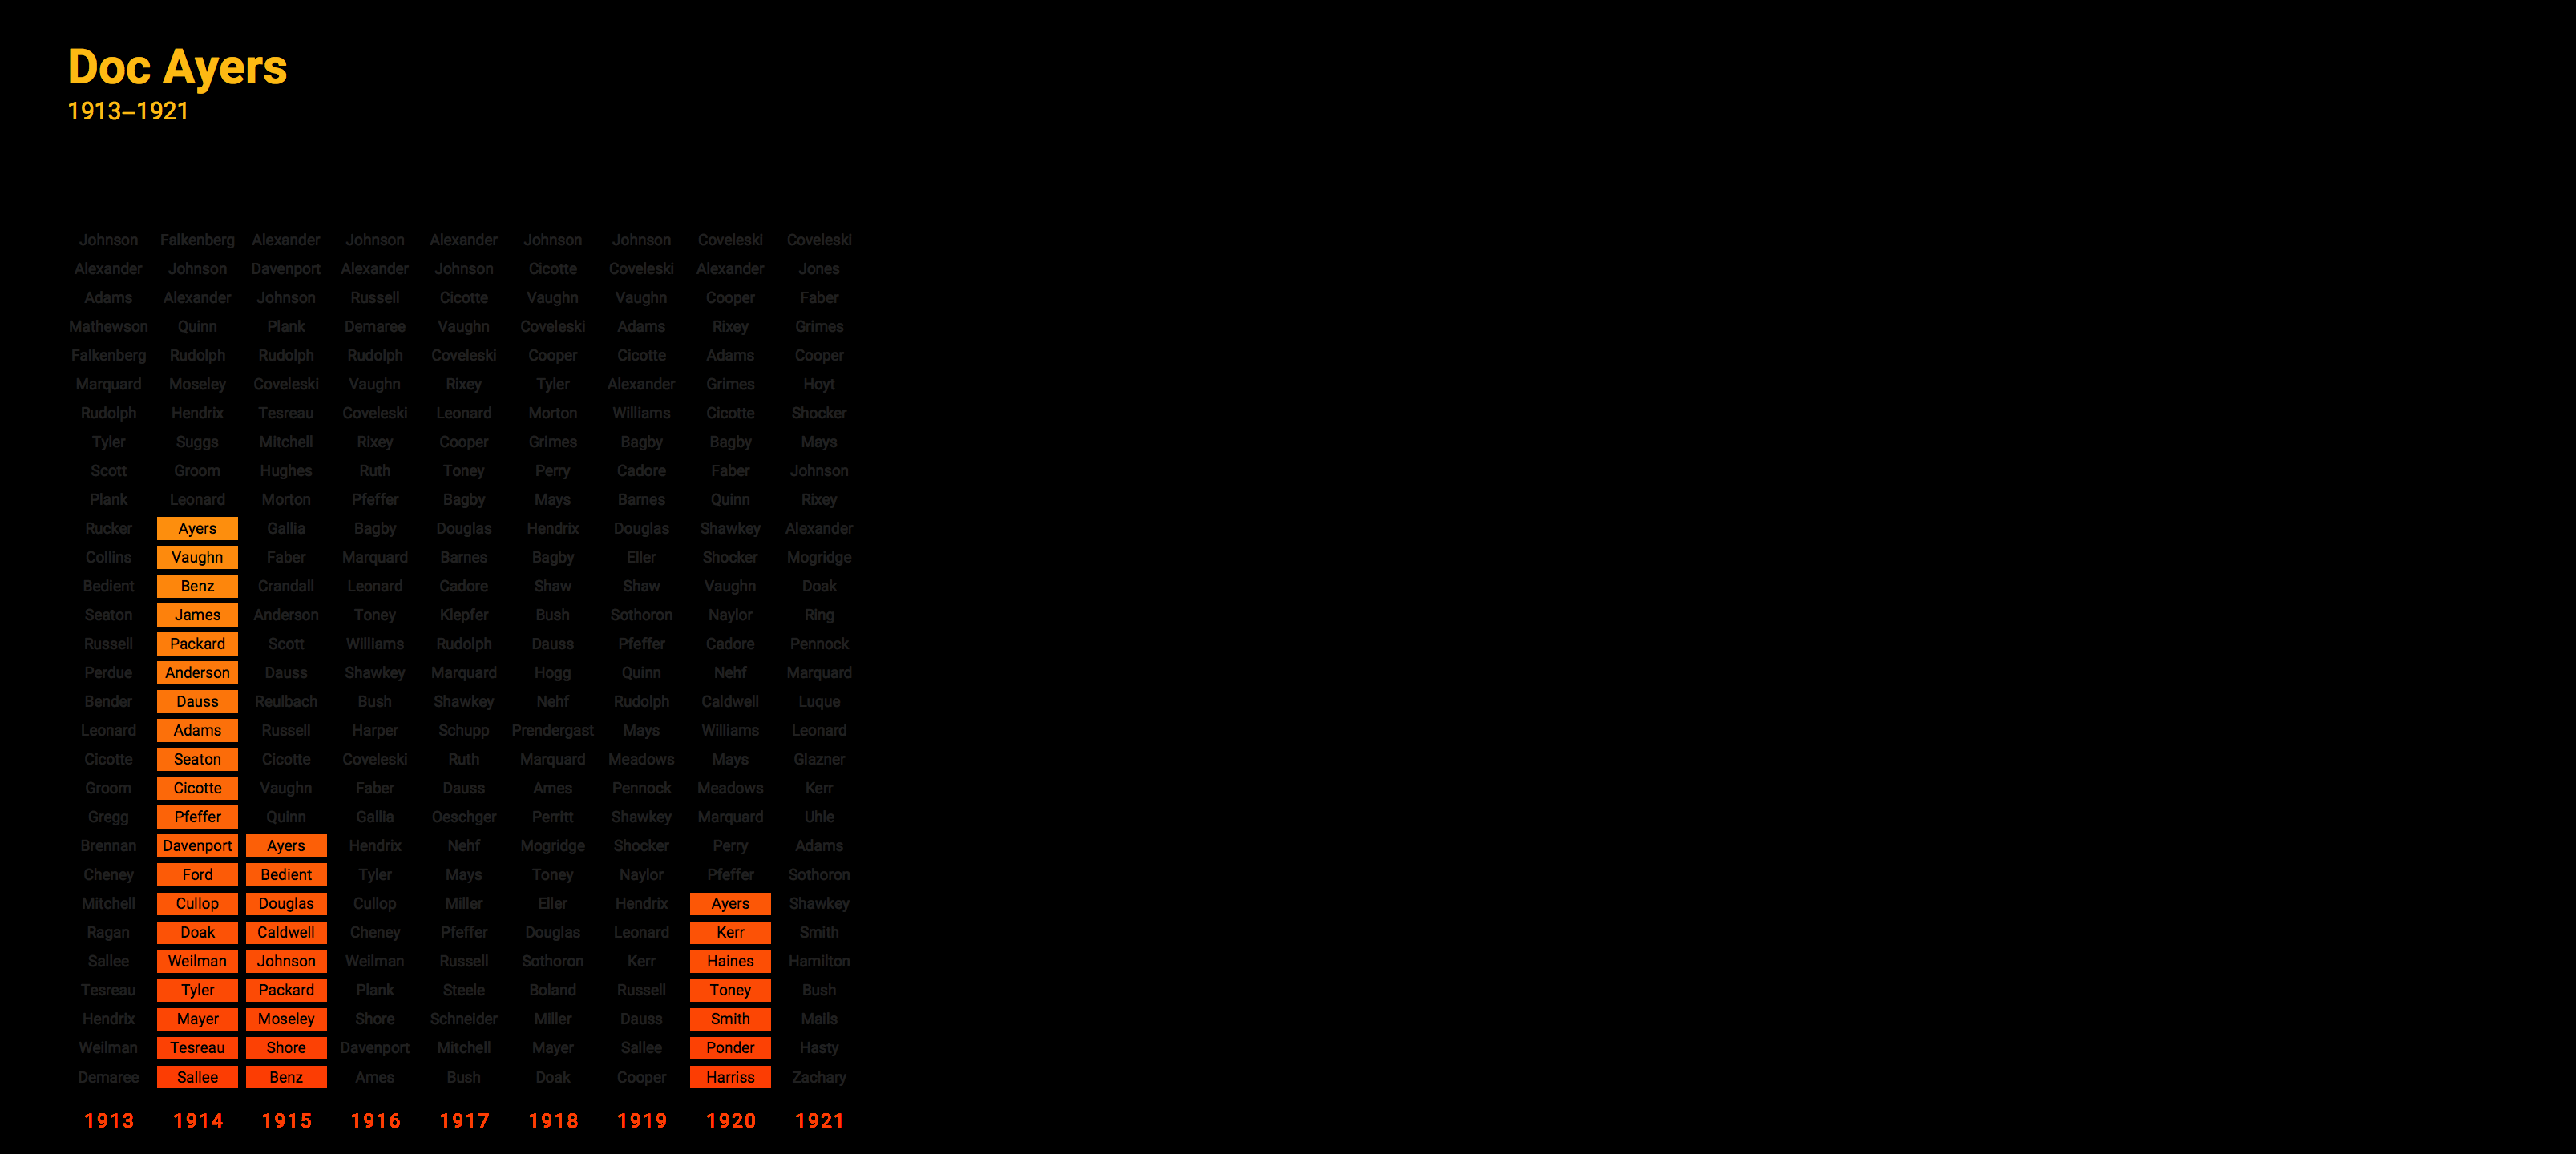 Doc Ayers
1913–1921
Johnson Falkenberg Alexander Johnson Alexander Johnson Johnson Coveleski Coveleski
Alexander Johnson Davenport Alexander Johnson Cicotte Coveleski Alexander Jones
Adams Alexander Johnson Russell Cicotte Vaughn Vaughn Cooper Faber
Mathewson Quinn Plank Demaree Vaughn Coveleski Adams Rixey Grimes
Falkenberg Rudolph Rudolph Rudolph Coveleski Cooper Cicotte Adams Cooper
Marquard Moseley Coveleski Vaughn Rixey Tyler Alexander Grimes Hoyt
Rudolph Hendrix Tesreau Coveleski Leonard Morton Williams Cicotte Shocker
Tyler Suggs Mitchell Rixey Cooper Grimes Bagby Bagby Mays
Scott Groom Hughes Ruth Toney Perry Cadore Faber Johnson
Plank Leonard Morton Pfeffer Bagby Mays Barnes Quinn Rixey
Rucker Ayers Gallia Bagby Douglas Hendrix Douglas Shawkey Alexander
Collins Vaughn Faber Marquard Barnes Bagby Eller Shocker Mogridge
Bedient Benz Crandall Leonard Cadore Shaw Shaw Vaughn Doak
Seaton James Anderson Toney Klepfer Bush Sothoron Naylor Ring
Russell Packard Scott Williams Rudolph Dauss Pfeffer Cadore Pennock
Perdue Anderson Dauss Shawkey Marquard Hogg Quinn Nehf Marquard
Bender Dauss Reulbach Bush Shawkey Nehf Rudolph Caldwell Luque
Leonard Adams Russell Harper Schupp Prendergast Mays Williams Leonard
Cicotte Seaton Cicotte Coveleski Ruth Marquard Meadows Mays Glazner
Groom Cicotte Vaughn Faber Dauss Ames Pennock Meadows Kerr
Gregg Pfeffer Quinn Gallia Oeschger Perritt Shawkey Marquard Uhle
Brennan Davenport Ayers Hendrix Nehf Mogridge Shocker Perry Adams
Cheney Ford Bedient Tyler Mays Toney Naylor Pfeffer Sothoron
Mitchell Cullop Douglas Cullop Miller Eller Hendrix Ayers Shawkey
Ragan Doak Caldwell Cheney Pfeffer Douglas Leonard Kerr Smith
Sallee Weilman Johnson Weilman Russell Sothoron Kerr Haines Hamilton
Tesreau Tyler Packard Plank Steele Boland Russell Toney Bush
Hendrix Mayer Moseley Shore Schneider Miller Dauss Smith Mails
Weilman Tesreau Shore Davenport Mitchell Mayer Sallee Ponder Hasty
Demaree Sallee Benz Ames Bush Doak Cooper Harriss Zachary
1913 1914 1915 1916 1917 1918 1919 1920 1921